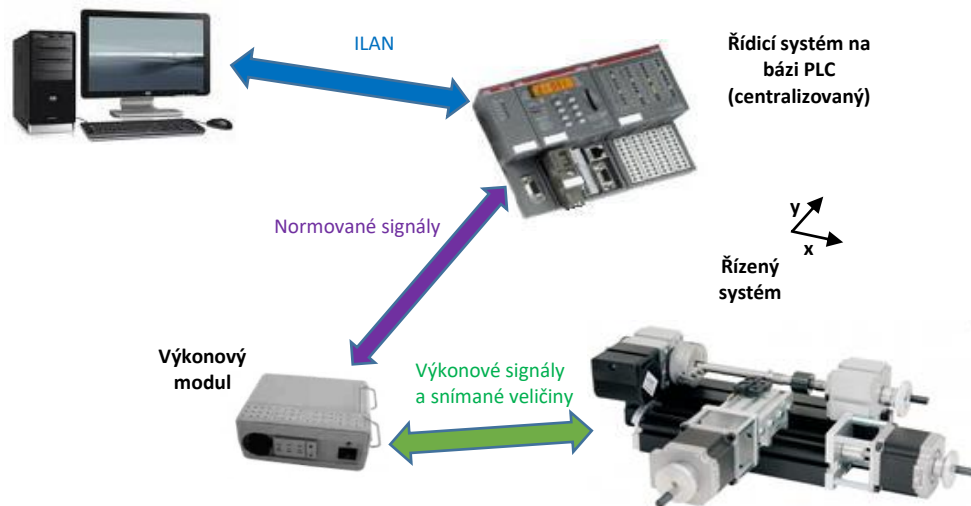 ILAN
Řídicí systém na
bázi PLC
(centralizovaný)
Normované signály
y
x
Řízený
systém
Výkonový
modul
Výkonové signály
a snímané veličiny